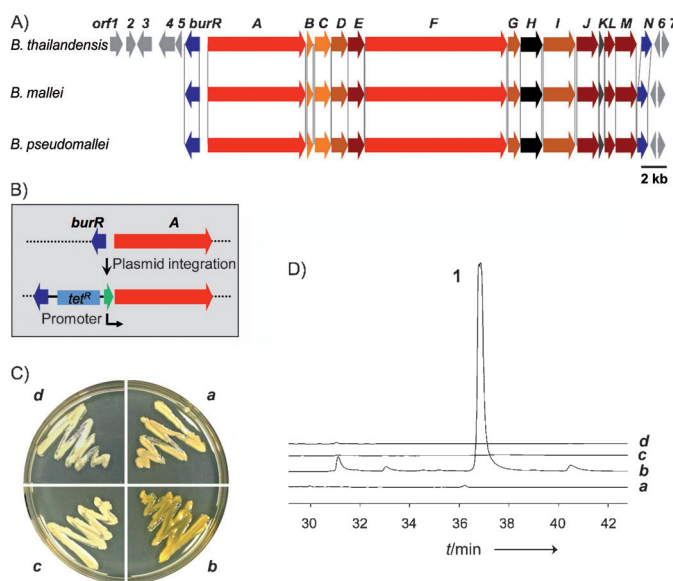 A)
orf1 2 3 4 5 burR A B C D E F G H I J K L M N 6 7
B. thailandensis
B. mallei
B. pseudomallei
2 kb
B)
burR A
Plasmid integration
tetR
Promoter
C)
d a
c b
D)
1
d
c
b
a
30 32 34 36 38 40 42
t/min